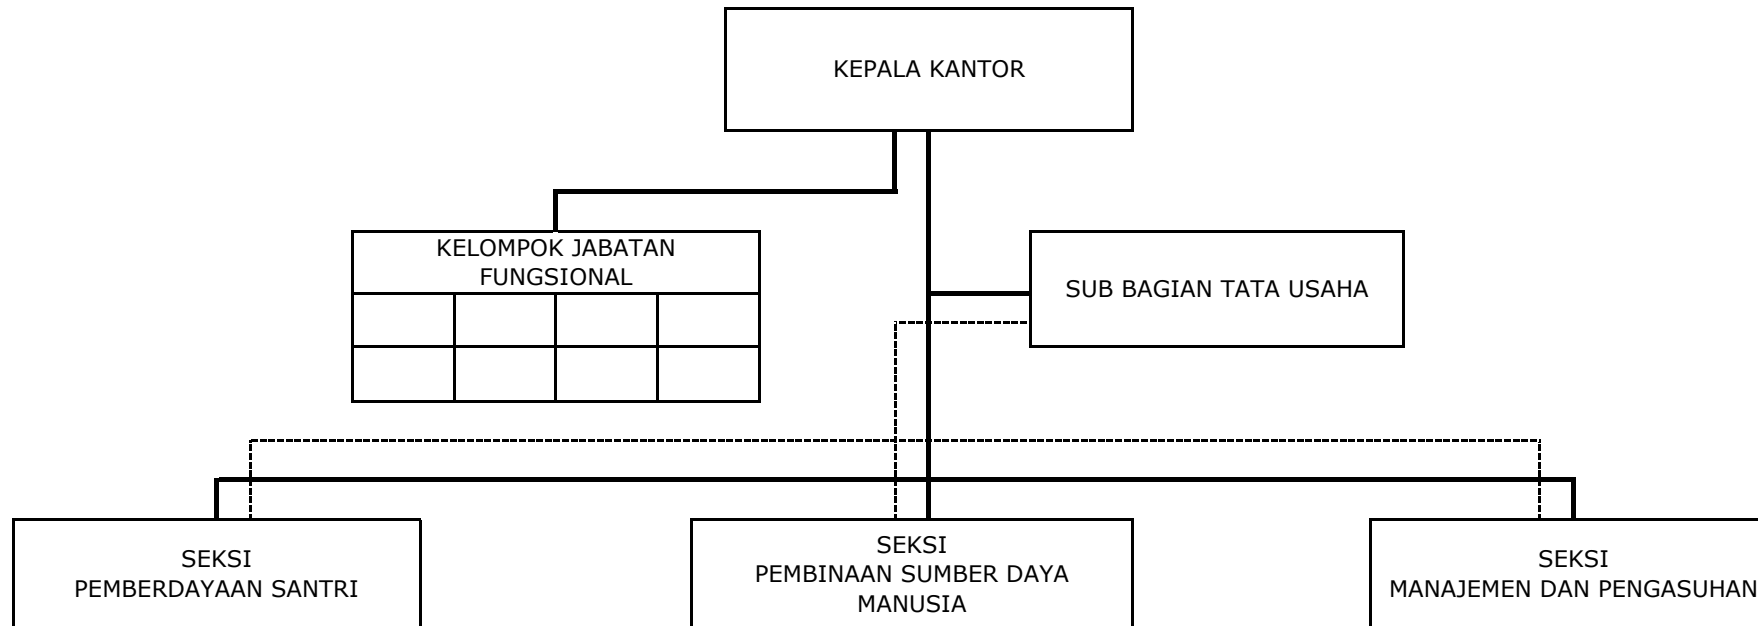 KEPALA KANTOR
KELOMPOK JABATAN
FUNGSIONAL
SUB BAGIAN TATA USAHA
SEKSI
PEMBERDAYAAN SANTRI
SEKSI
PEMBINAAN SUMBER DAYA
MANUSIA
SEKSI
MANAJEMEN DAN PENGASUHAN